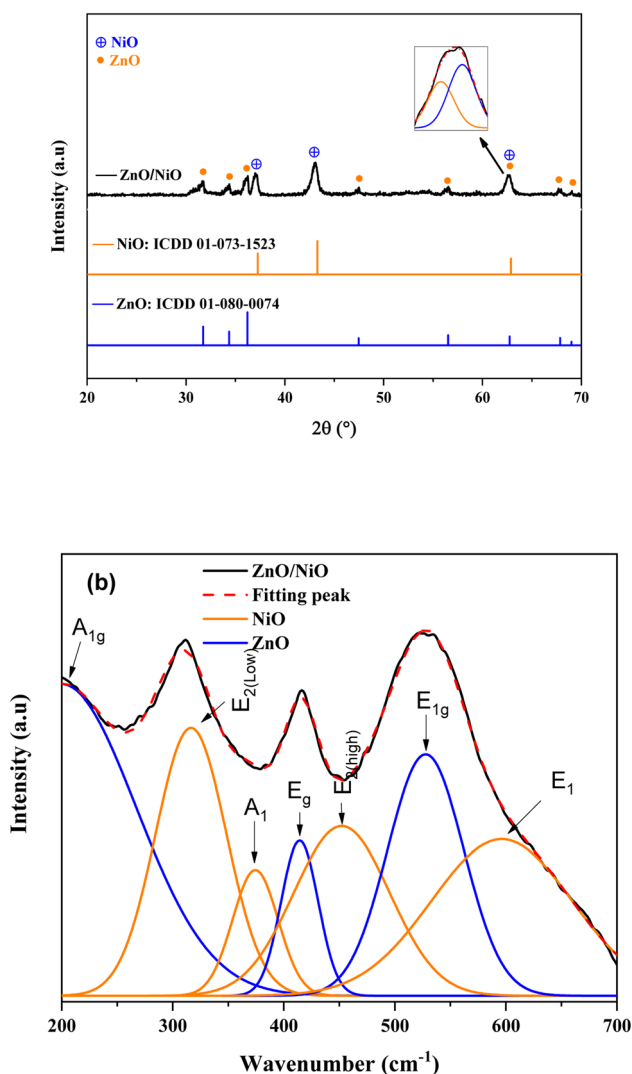 ⊕ NiO
● ZnO
ZnO/NiO
NiO: ICDD 01-073-1523
ZnO: ICDD 01-080-0074
Intensity (a.u)
20 30 40 50 60 70
2θ (°)
(b)
ZnO/NiO
Fitting peak
NiO
ZnO
A1g
E2(Low)
A1
Eg
E2(high)
E1g
E1
Intensity (a.u)
200 300 400 500 600 700
Wavenumber (cm-1)